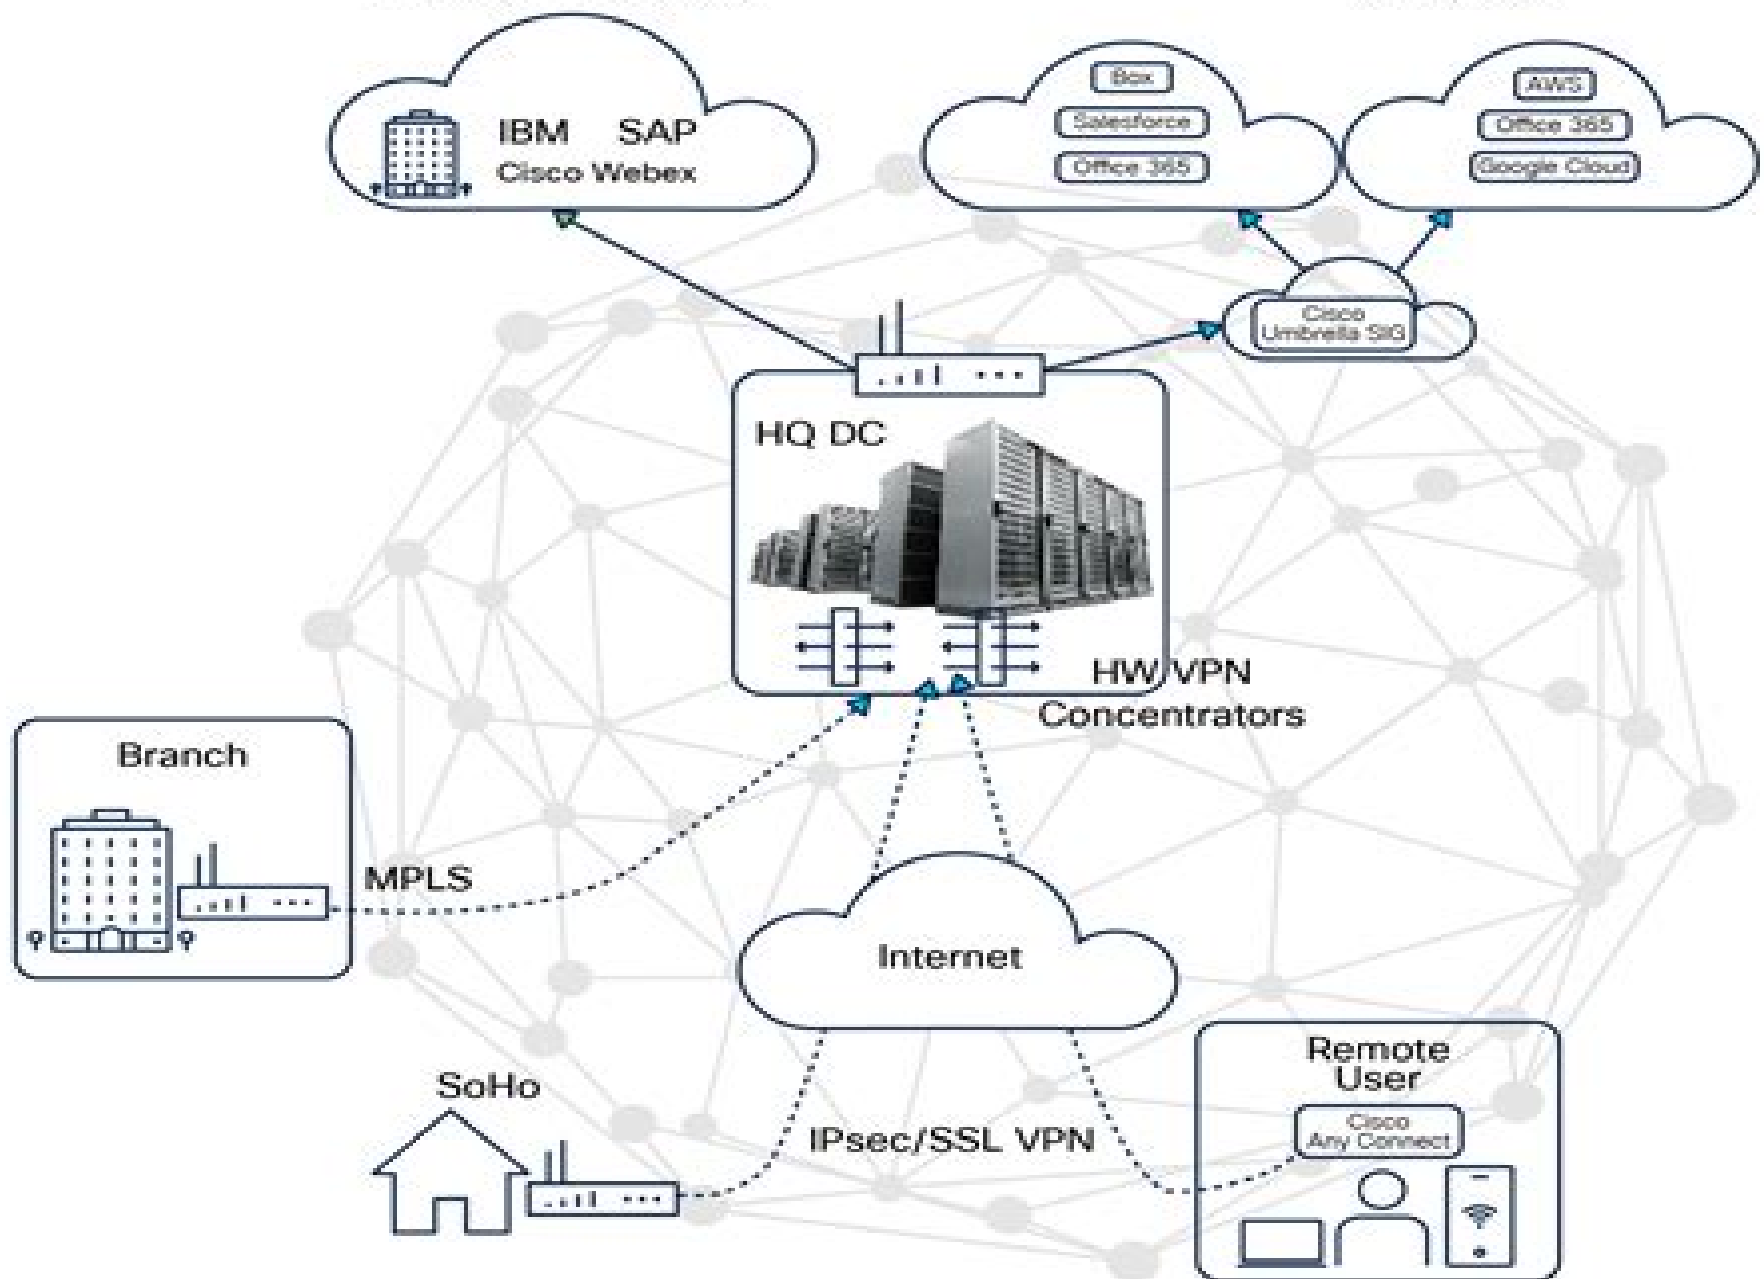 IBM SAP
Cisco Webex
Box
Salesforce
Office 365
AWS
Office 365
Google Cloud
Cisco
Umbrella SIG
HQ DC
HW VPN
Concentrators
Branch
MPLS
Internet
SoHo
IPsec/SSL VPN
Remote
User
Cisco
Any Connect